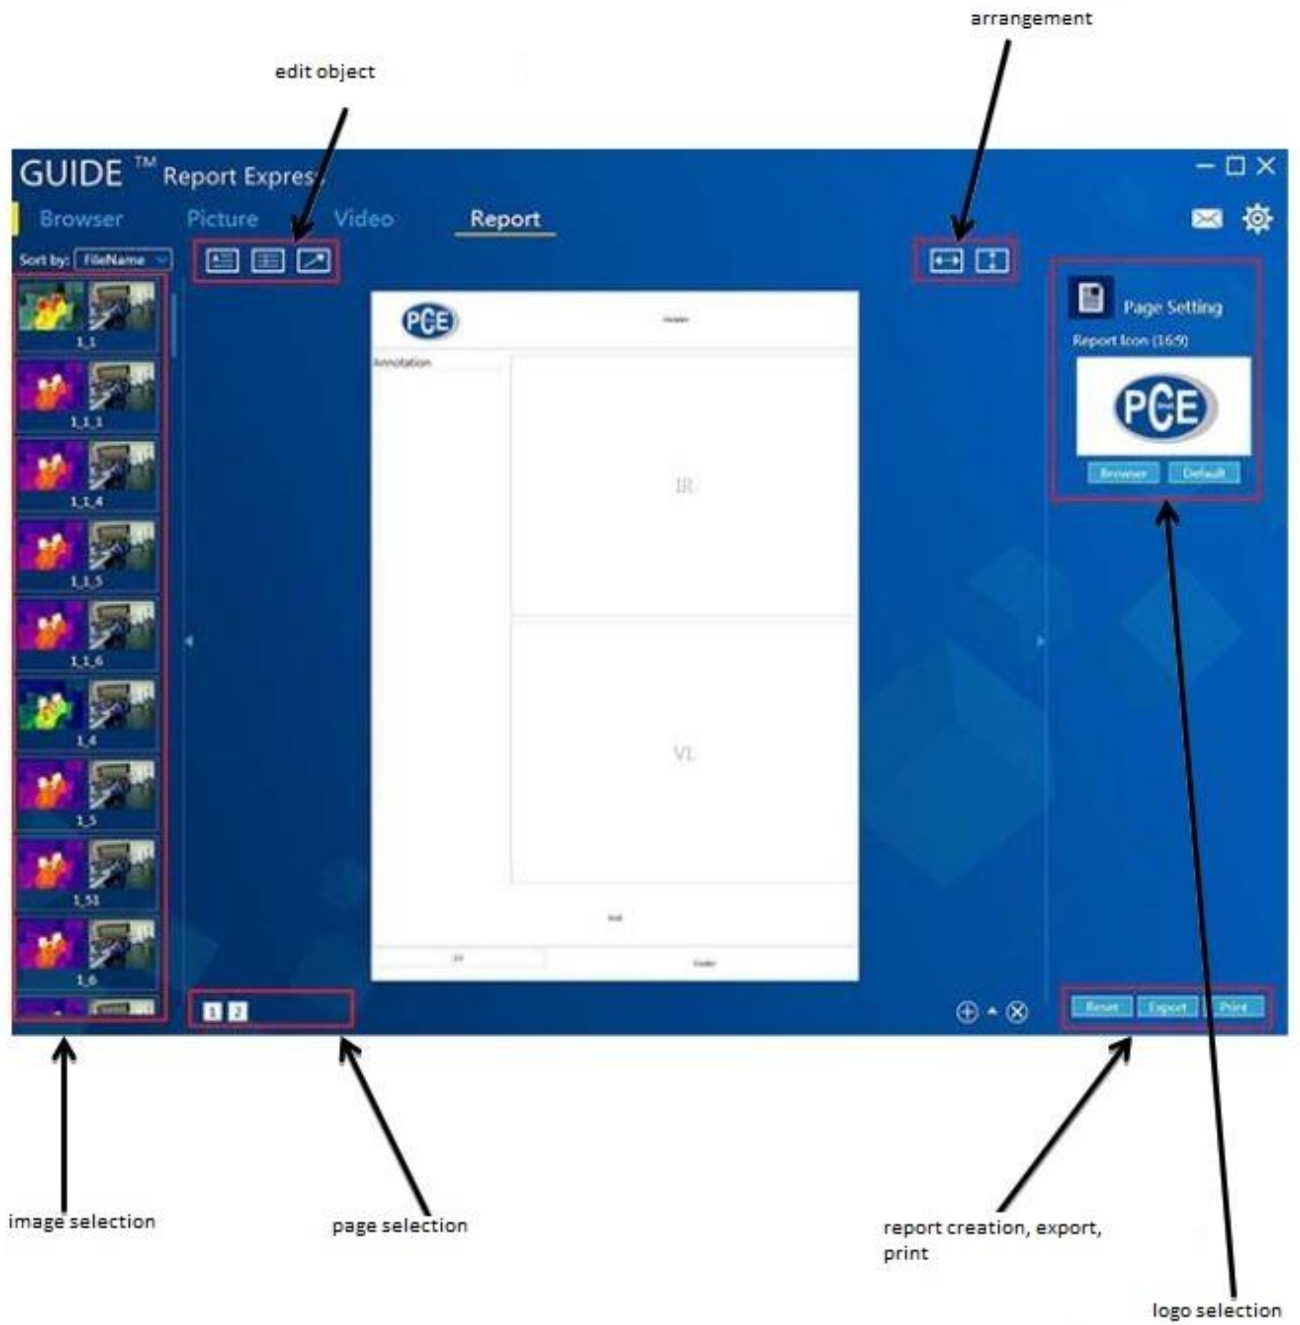 arrangement
edit object
GUIDE ™ Report Express
Browser Picture Video Report
Sort by: FileName
1_1
1_1_1
1_1_4
1_1_5
1_1_6
1_4
1_5
1_51
1_6
PCE
Header
Annotation
IR
VL
Page Setting
Report Icon (16:9)
PCE
Browser Default
1 2
Reset Export Print
image selection
page selection
report creation, export,
print
logo selection